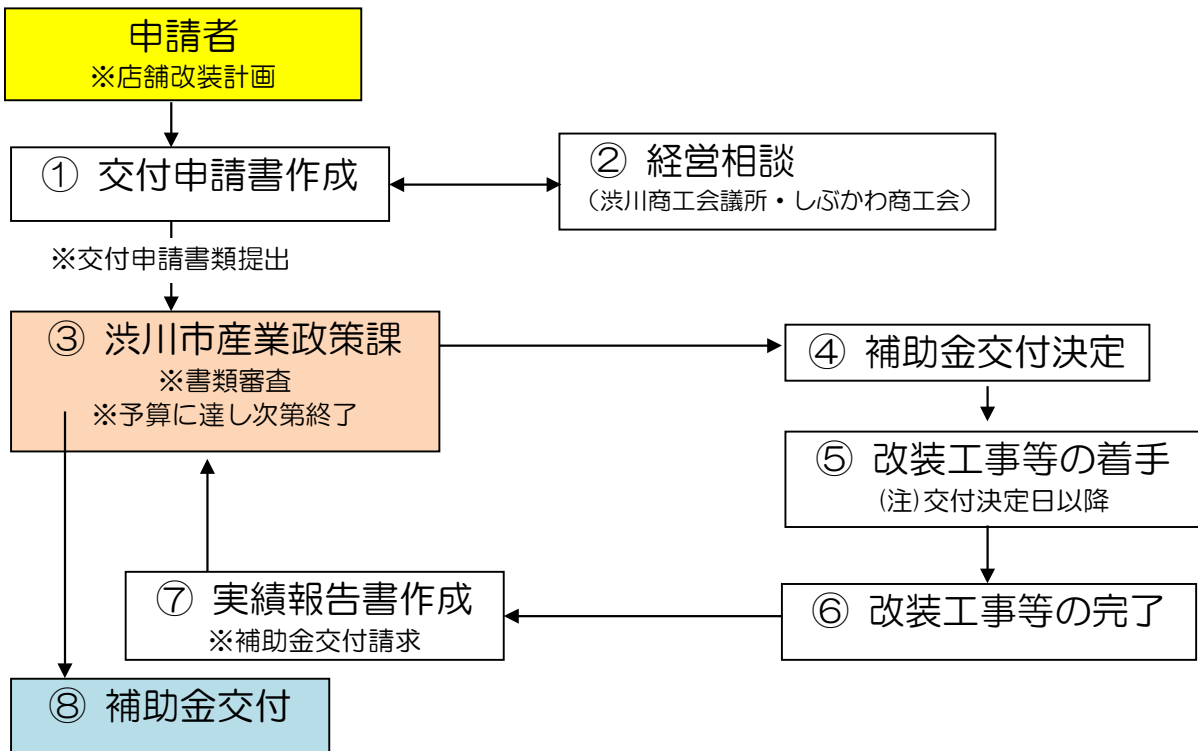 申請者
※店舗改装計画
① 交付申請書作成
② 経営相談
（渋川商工会議所・しぶかわ商工会）
※交付申請書類提出
③ 渋川市産業政策課
※書類審査
※予算に達し次第終了
④ 補助金交付決定
⑤ 改装工事等の着手
(注)交付決定日以降
⑥ 改装工事等の完了
⑦ 実績報告書作成
※補助金交付請求
⑧ 補助金交付